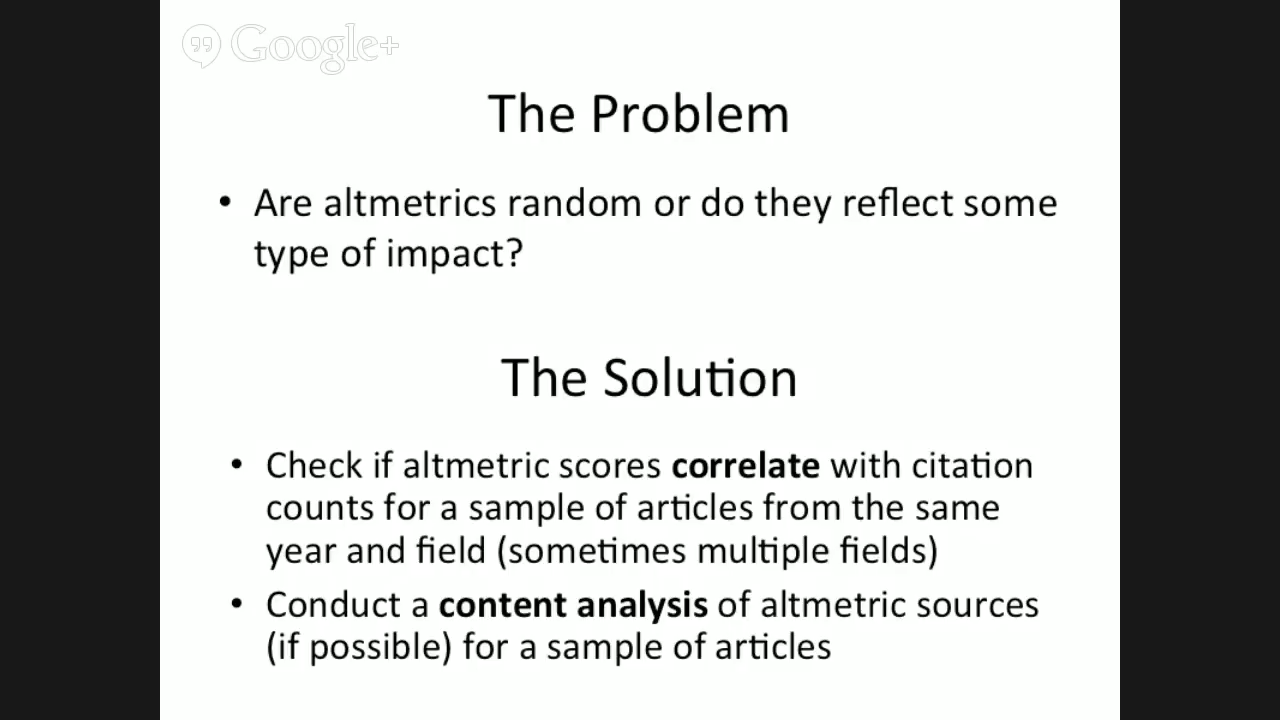 Google+
The Problem
• Are altmetrics random or do they reflect some
type of impact?
The Solution
• Check if altmetric scores correlate with citation
counts for a sample of articles from the same
year and field (sometimes multiple fields)
• Conduct a content analysis of altmetric sources
(if possible) for a sample of articles